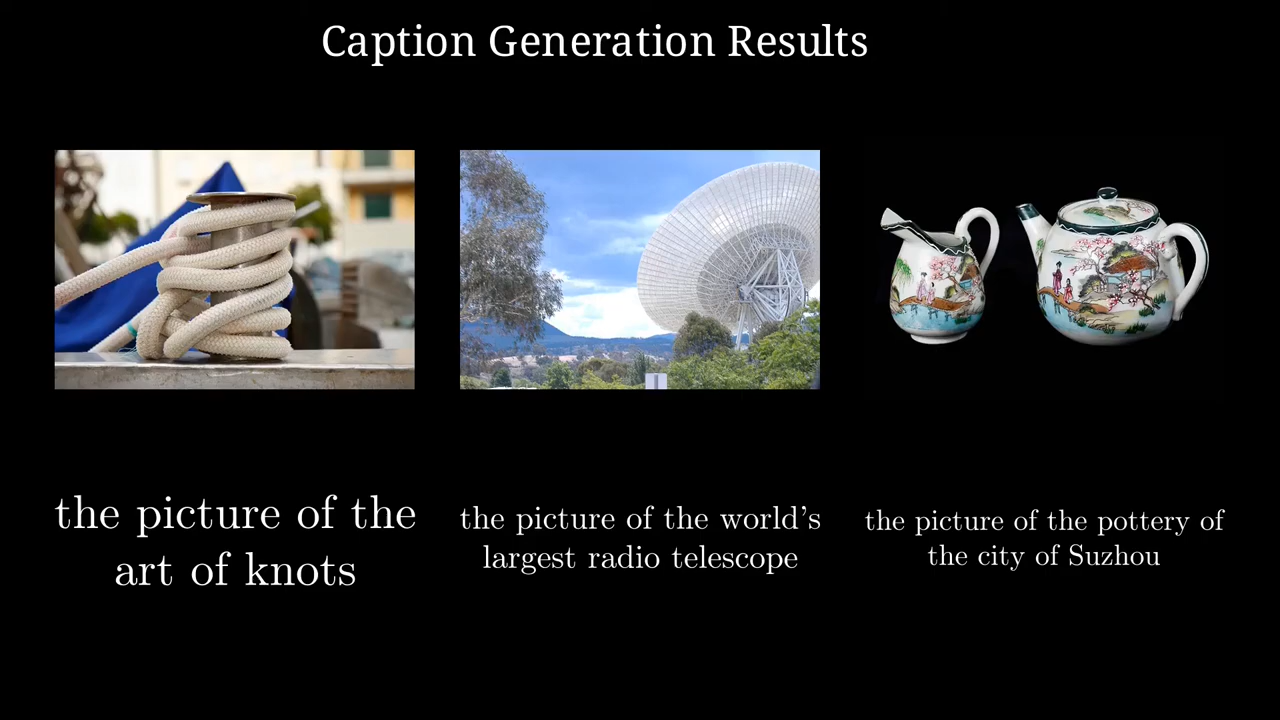 Caption Generation Results
the picture of the
art of knots
the picture of the world's
largest radio telescope
the picture of the pottery of
the city of Suzhou